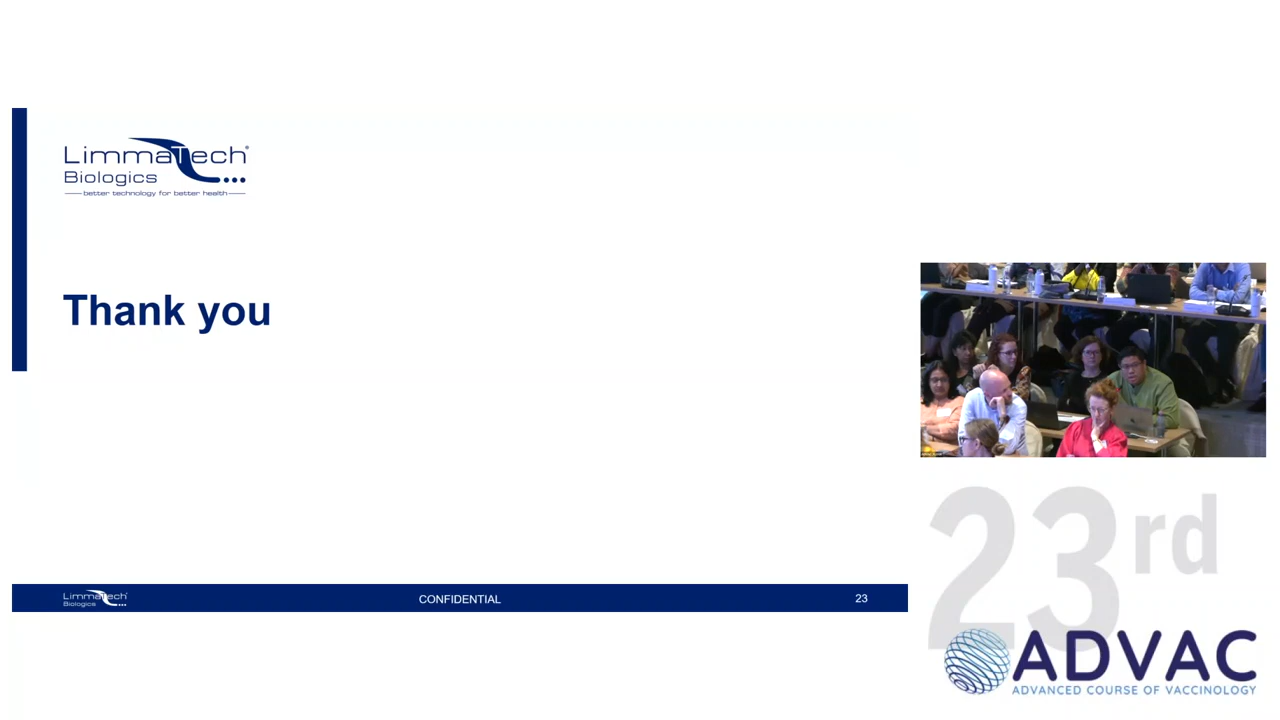 LimmaTech®
Biologics
better technology for better health
Thank you
LimmaTech
Biologics
CONFIDENTIAL
23
23rd
ADVAC
ADVANCED COURSE OF VACCINOLOGY